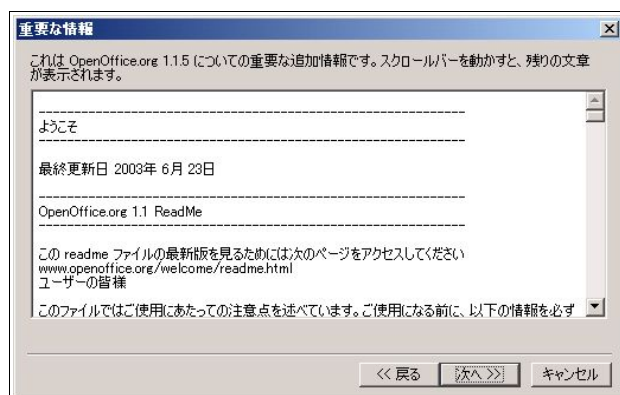 重要な情報
これは OpenOffice.org 1.1.5 についての重要な追加情報です。スクロールバーを動かすと、残りの文章
が表示されます。
------------------------------------------------------------
ようこそ
------------------------------------------------------------
最終更新日 2003年 6月 23日
------------------------------------------------------------
OpenOffice.org 1.1 ReadMe
------------------------------------------------------------
この readme ファイルの最新版を見るためには次のページをアクセスしてください
www.openoffice.org/welcome/readme.html
ユーザーの皆様
このファイルではご使用にあたっての注意点を述べています。ご使用になる前に、以下の情報を必ず
<< 戻る
次へ >>
キャンセル